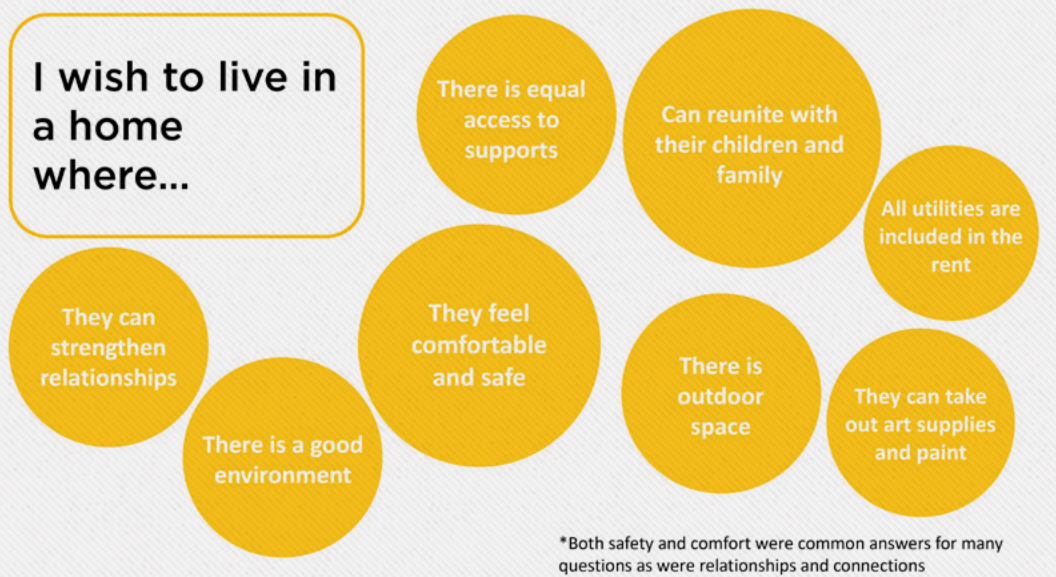 I wish to live in
a home
where...
There is equal
access to
supports
Can reunite with
their children and
family
All utilities are
included in the
rent
They can
strengthen
relationships
There is a good
environment
They feel
comfortable
and safe
There is
outdoor
space
They can take
out art supplies
and paint
*Both safety and comfort were common answers for many
questions as were relationships and connections